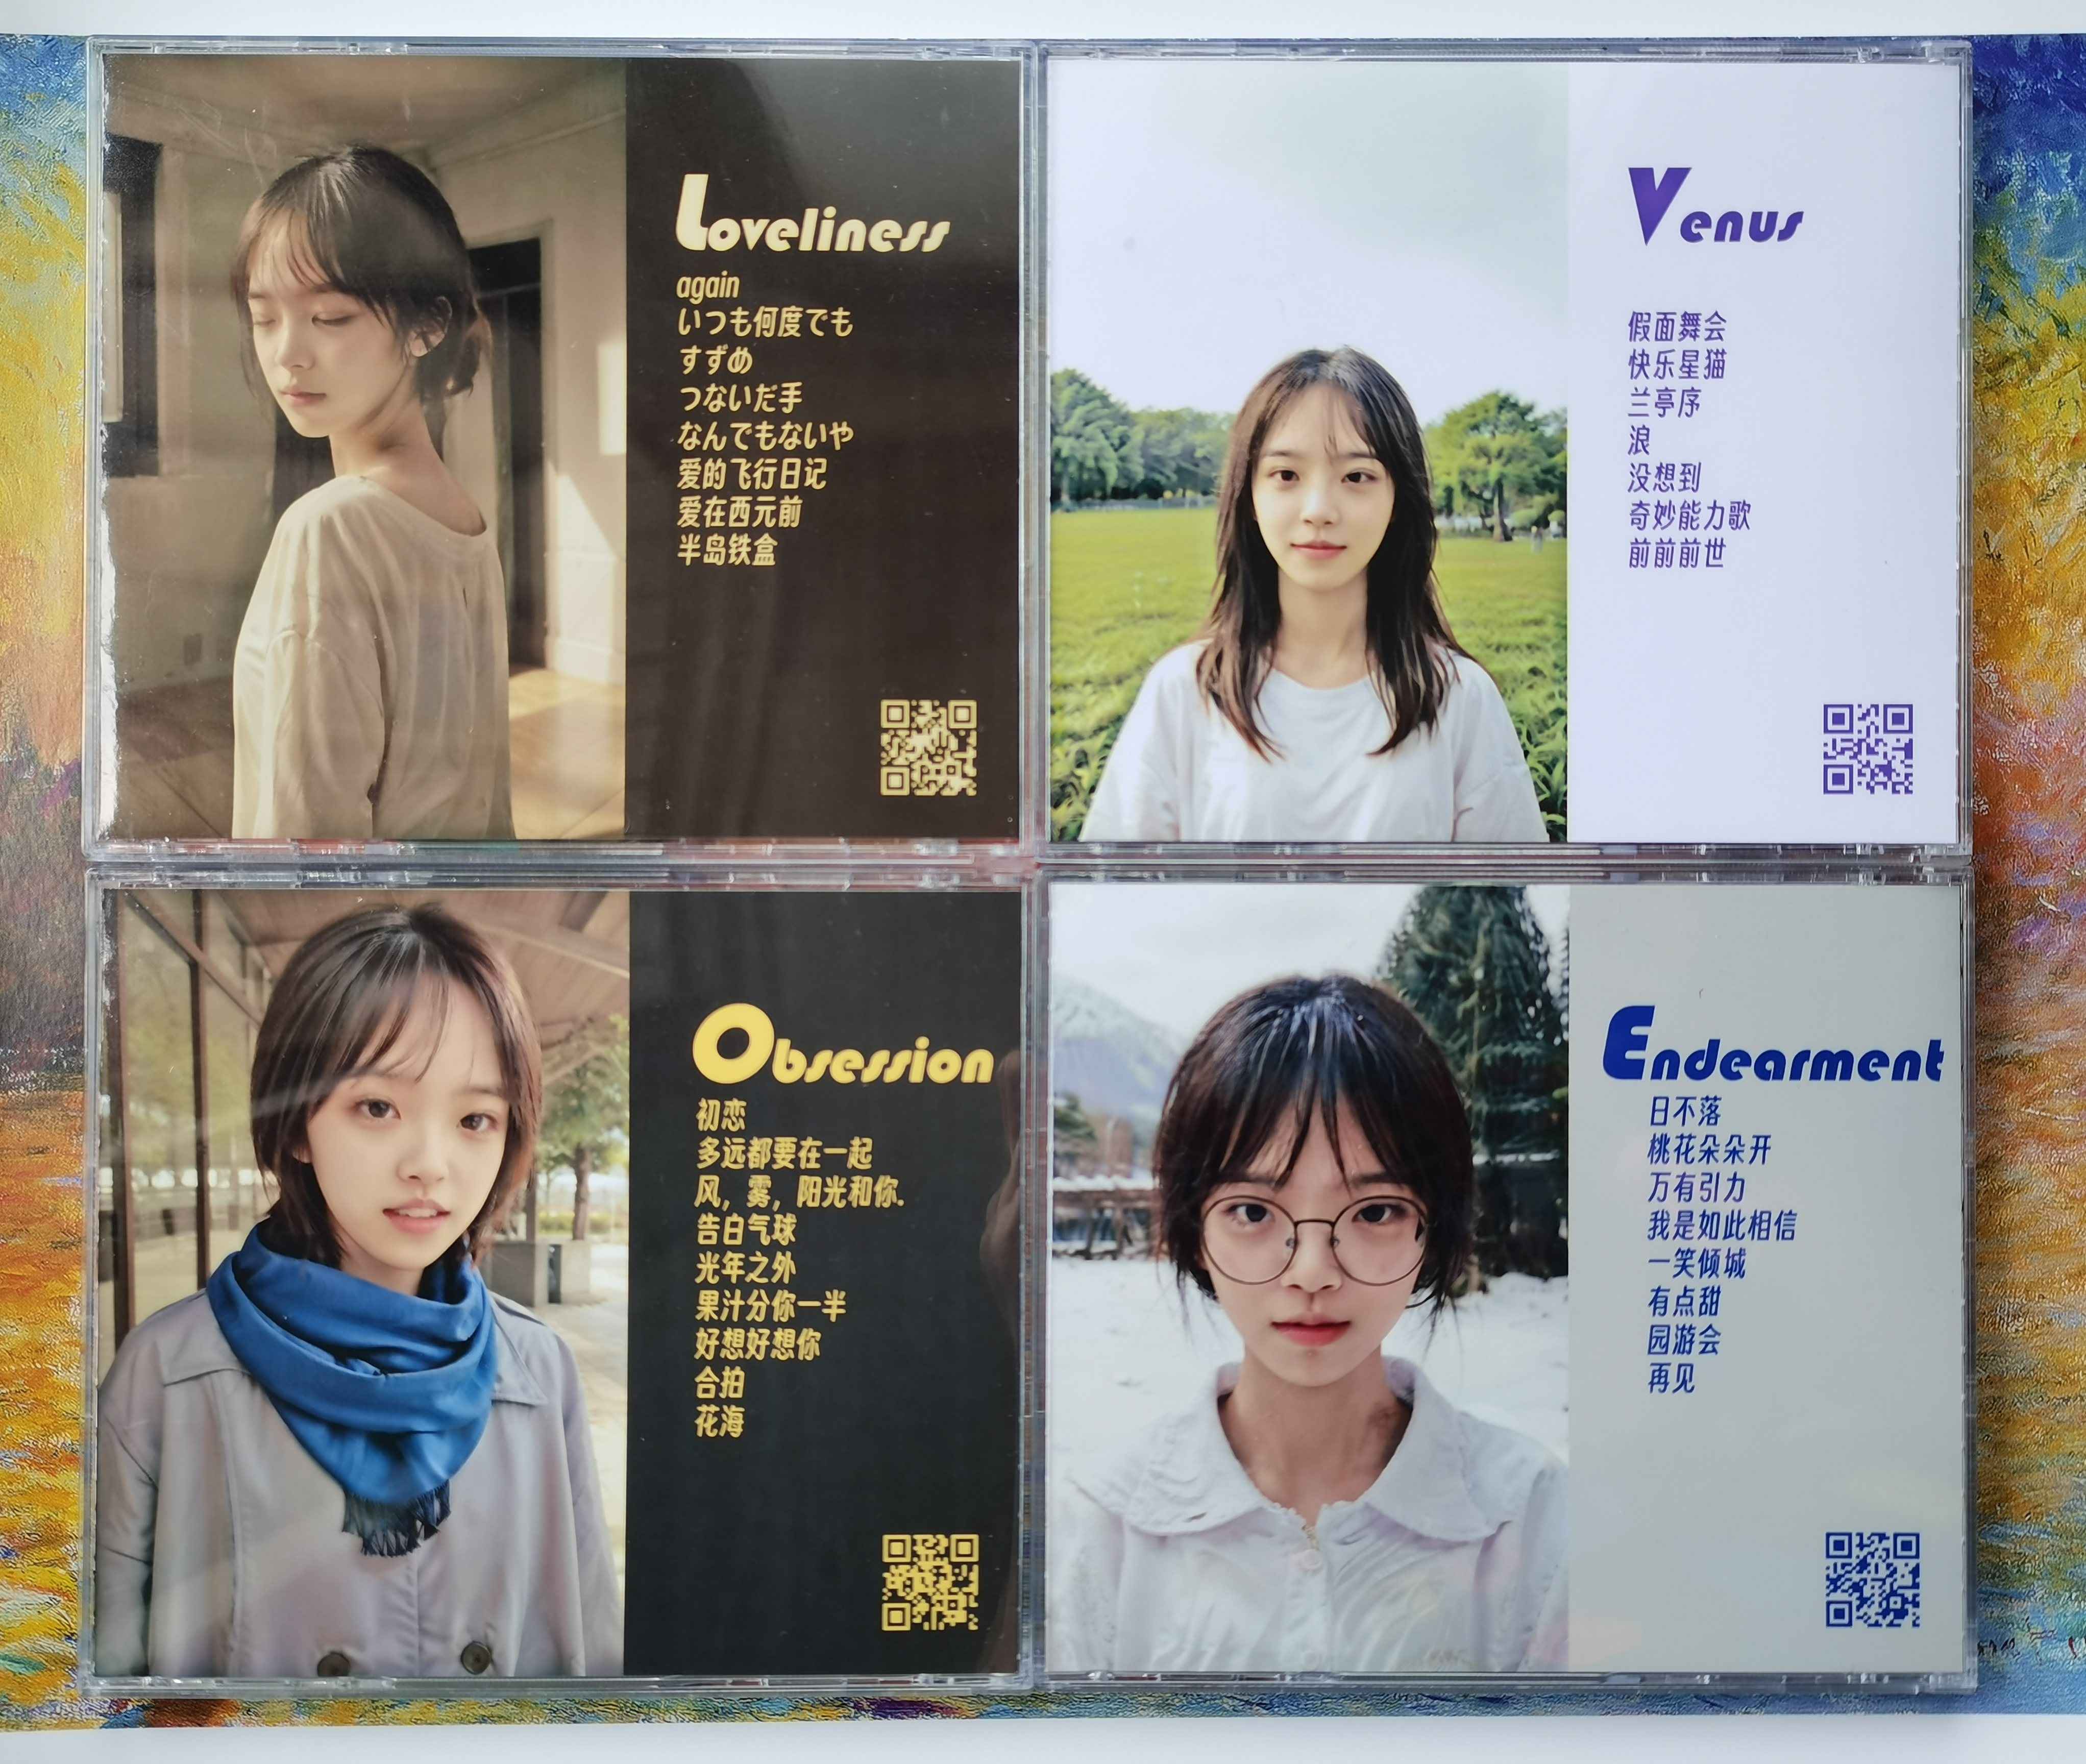 Loveliness
again
いつも何度でも
すずめ
つないだ手
なんでもないや
爱的飞行日记
爱在西元前
半岛铁盒
Venus
假面舞会
快乐星猫
兰亭序
浪
没想到
奇妙能力歌
前前前世
Obsession
初恋
多远都要在一起
风，雾，阳光和你.
告白气球
光年之外
果汁分你一半
好想好想你
合拍
花海
Endearment
日不落
桃花朵朵开
万有引力
我是如此相信
一笑倾城
有点甜
园游会
再见